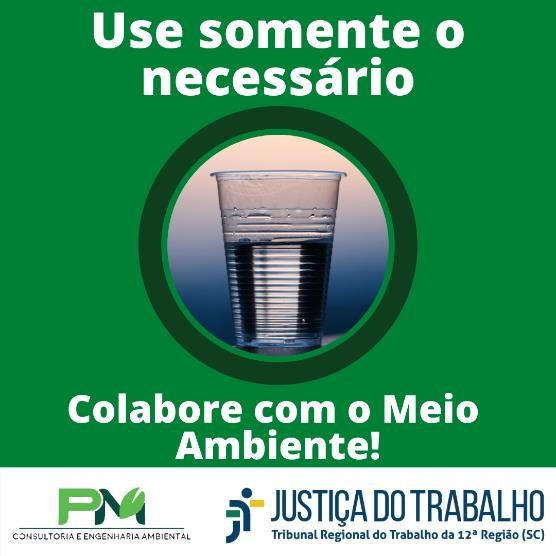 Use somente o
necessário
Colabore com o Meio
Ambiente!
PM
CONSULTORIA E ENGENHARIA AMBIENTAL
JUSTIÇA DO TRABALHO
Tribunal Regional do Trabalho da 12ª Região (SC)